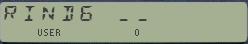 RIND6 _ _
USER 0